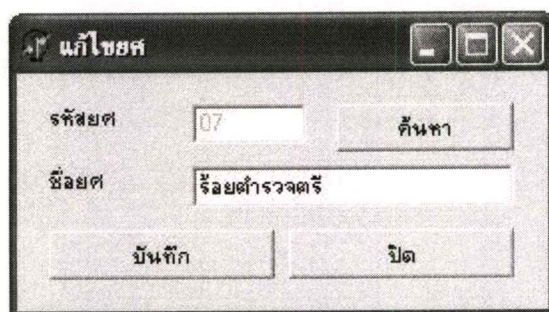 แก้ไขยศ
รหัสยศ 07 ค้นหา
ชื่อยศ ร้อยตำรวจตรี
บันทึก ปิด